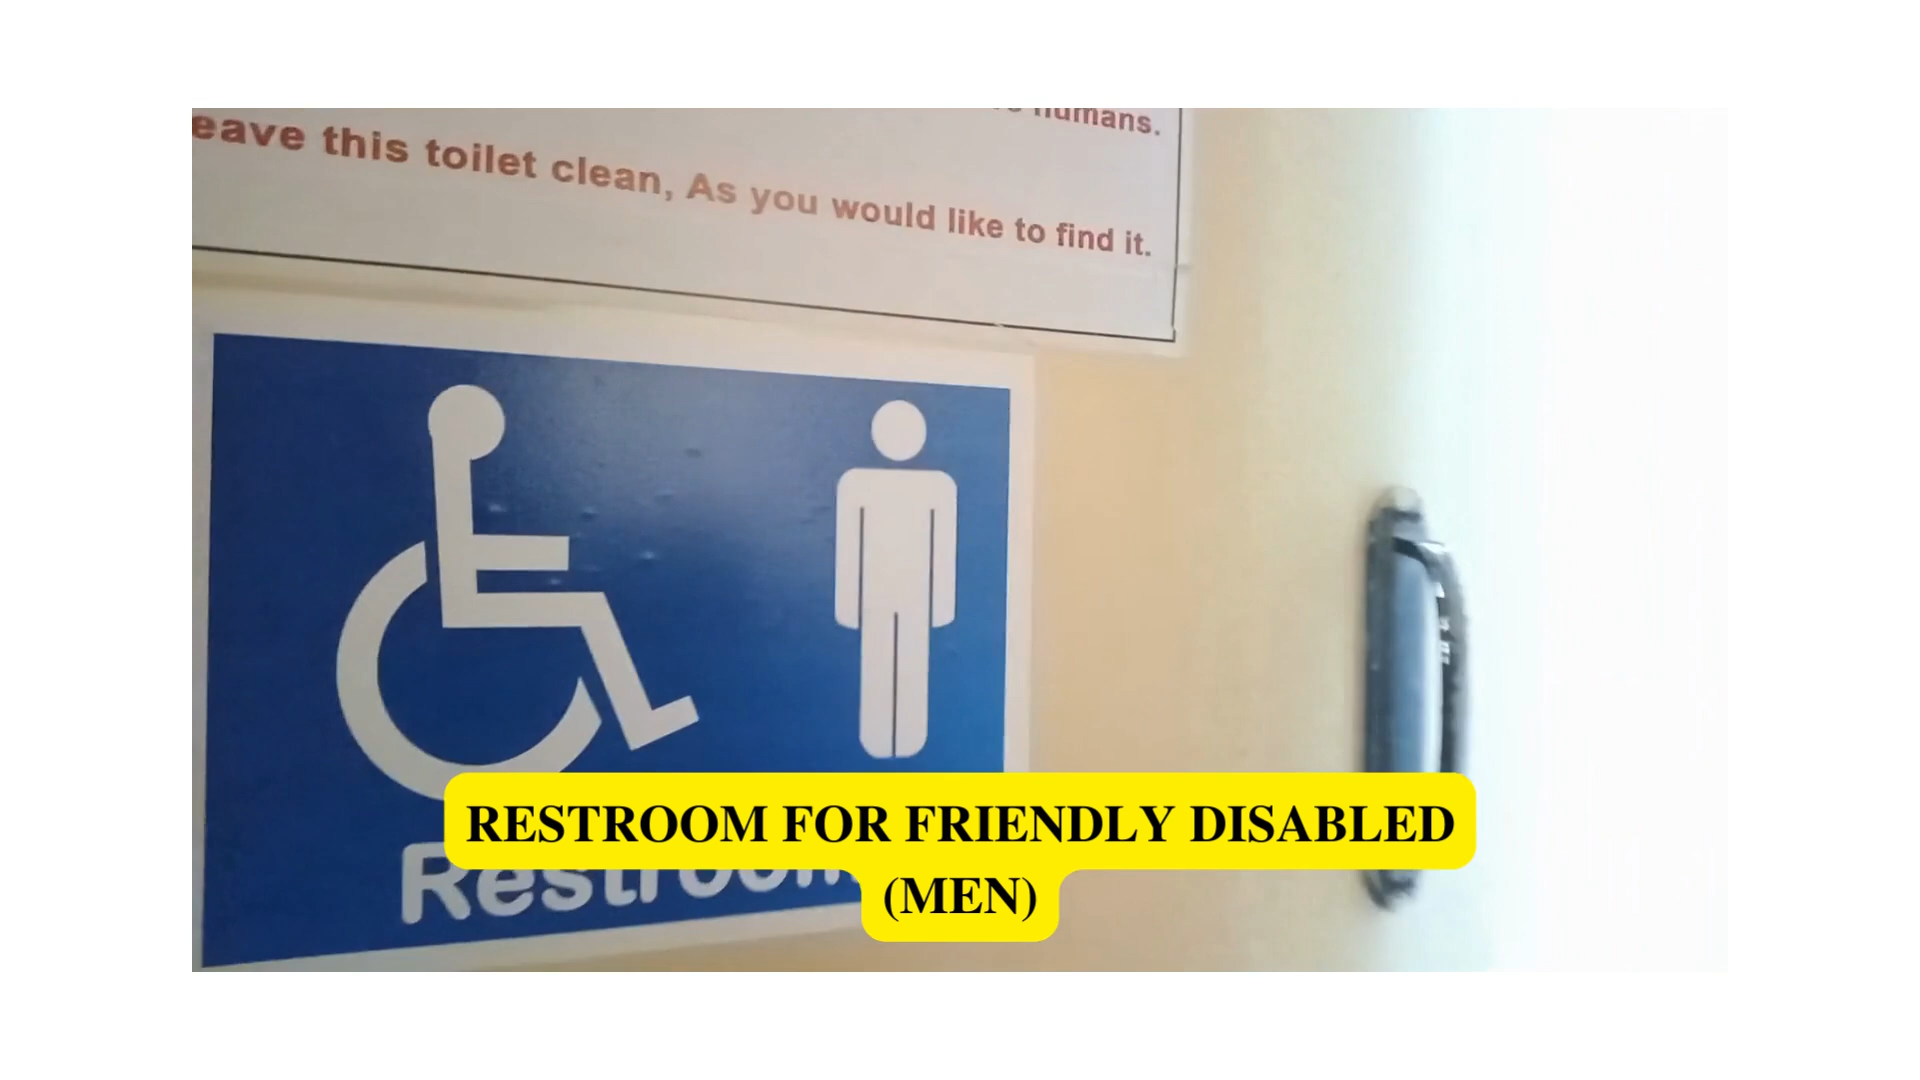 humans.
eave this toilet clean, As you would like to find it.
RESTROOM FOR FRIENDLY DISABLED
(MEN)